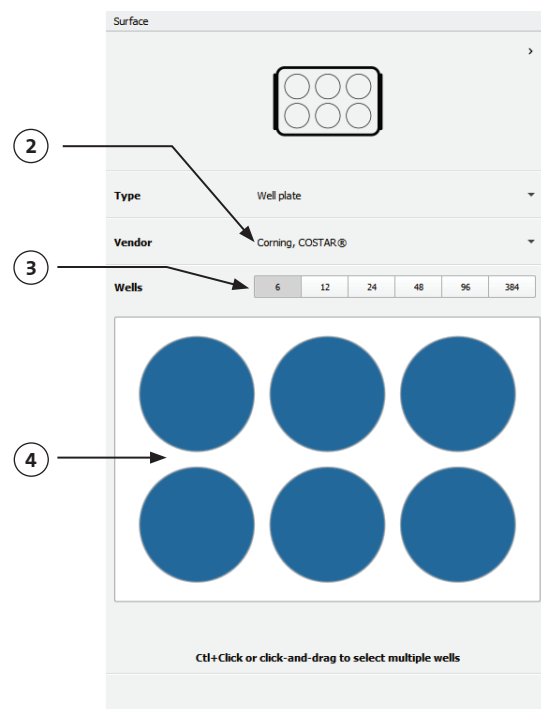 Surface
>
2
Type Well plate
Vendor Corning, COSTAR®
3
Wells 6 12 24 48 96 384
4
Ctl+Click or click-and-drag to select multiple wells